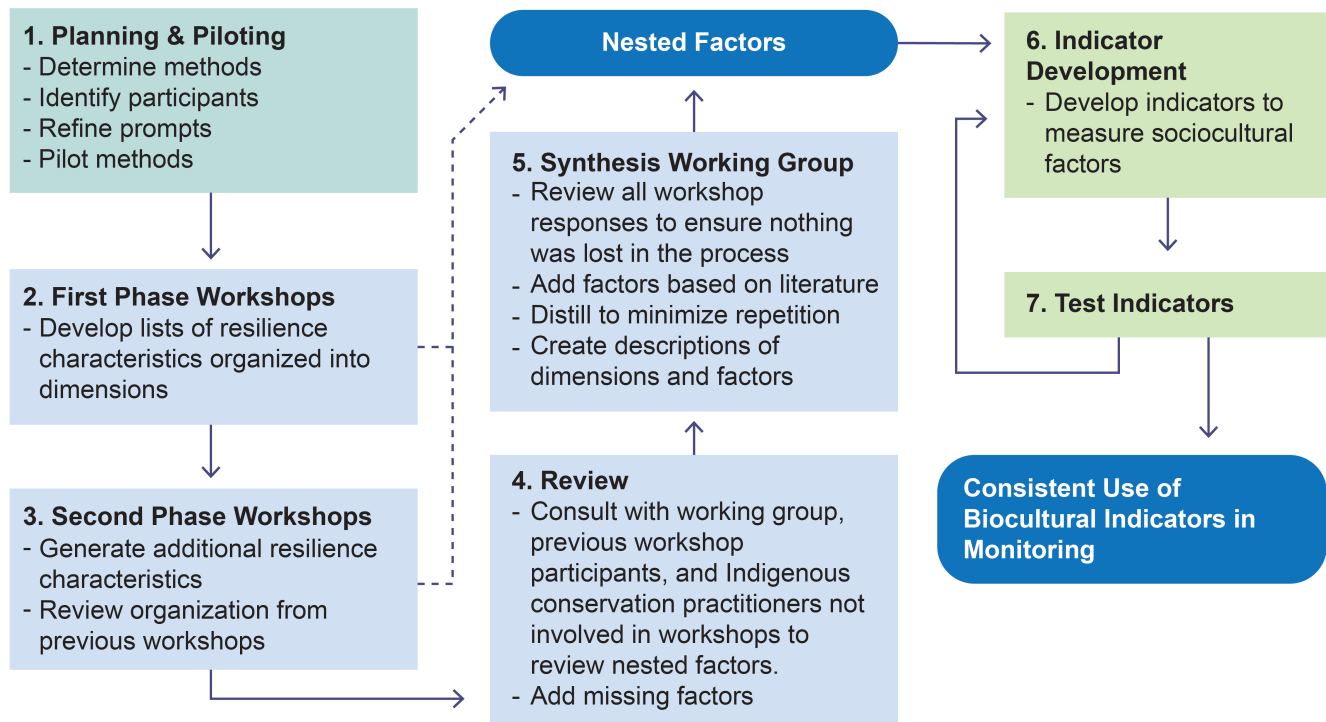 1. Planning & Piloting
- Determine methods
- Identify participants
- Refine prompts
- Pilot methods
2. First Phase Workshops
- Develop lists of resilience
characteristics organized into
dimensions
3. Second Phase Workshops
- Generate additional resilience
characteristics
- Review organization from
previous workshops
Nested Factors
5. Synthesis Working Group
- Review all workshop
responses to ensure nothing
was lost in the process
- Add factors based on literature
- Distill to minimize repetition
- Create descriptions of
dimensions and factors
4. Review
- Consult with working group,
previous workshop
participants, and Indigenous
conservation practitioners not
involved in workshops to
review nested factors.
- Add missing factors
6. Indicator
Development
- Develop indicators to
measure sociocultural
factors
7. Test Indicators
Consistent Use of
Biocultural Indicators in
Monitoring